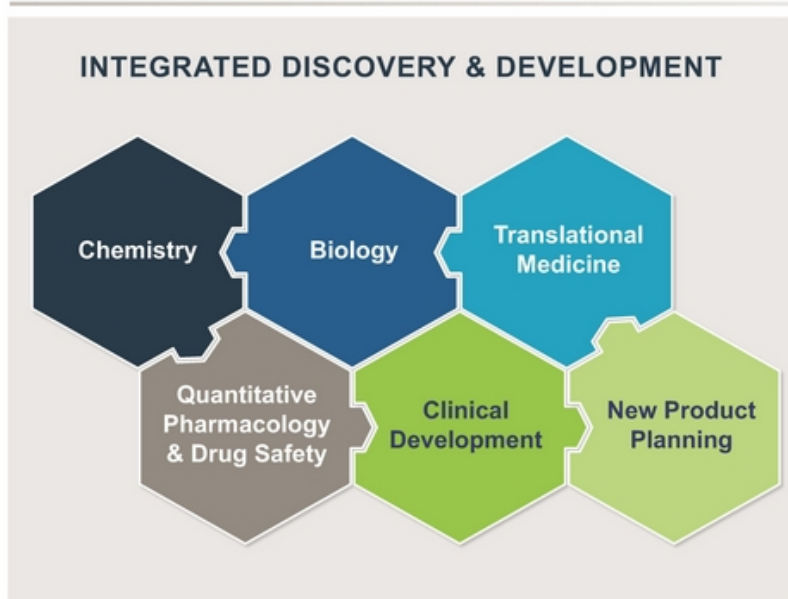 INTEGRATED DISCOVERY & DEVELOPMENT
Chemistry
Biology
Translational
Medicine
Quantitative
Pharmacology
& Drug Safety
Clinical
Development
New Product
Planning